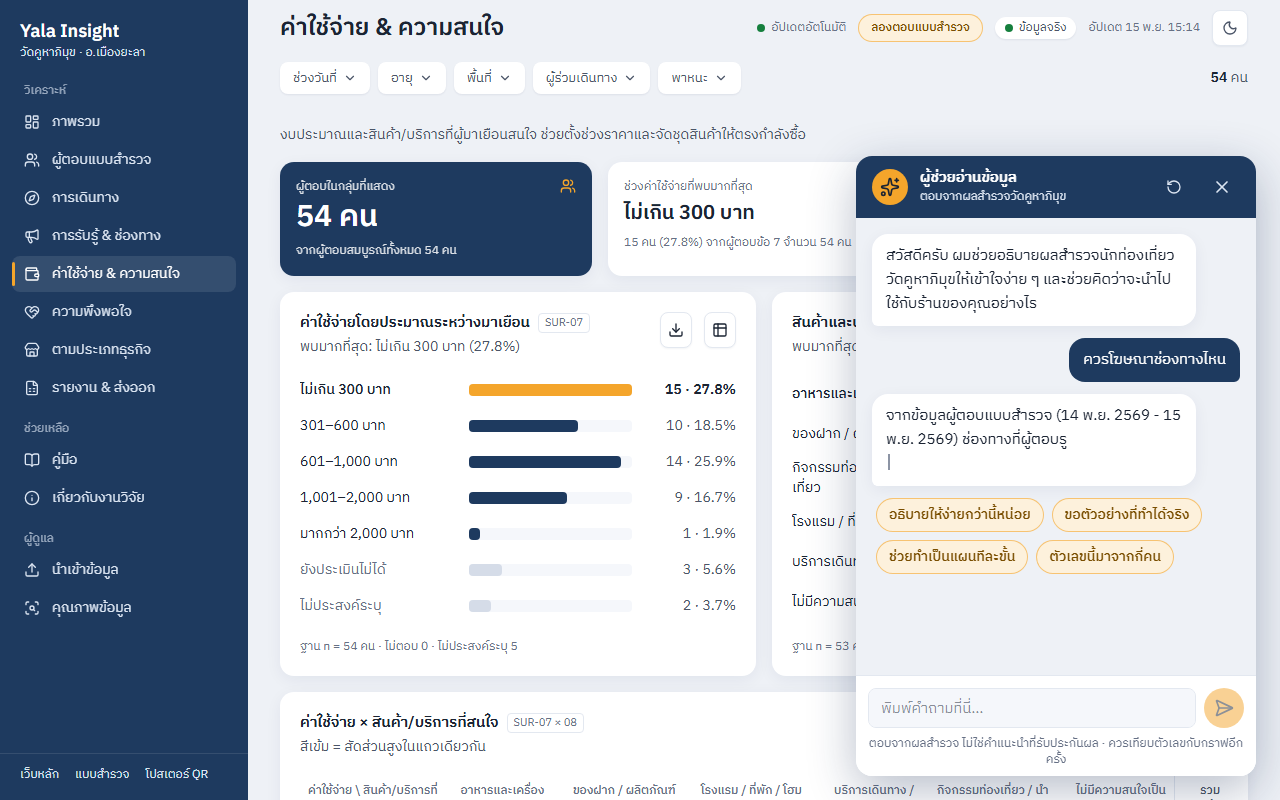 Yala Insight
วัดคูหาภิมุข · อ.เมืองยะลา
วิเคราะห์
ภาพรวม
ผู้ตอบแบบสำรวจ
การเดินทาง
การรับรู้ & ช่องทาง
ค่าใช้จ่าย & ความสนใจ
ความพึงพอใจ
ตามประเภทธุรกิจ
รายงาน & ส่งออก
ช่วยเหลือ
คู่มือ
เกี่ยวกับงานวิจัย
ผู้ดูแล
นำเข้าข้อมูล
คุณภาพข้อมูล
เว็บหลัก แบบสำรวจ โปสเตอร์ QR
ค่าใช้จ่าย & ความสนใจ
อัปเดตอัตโนมัติ ลองตอบแบบสำรวจ ข้อมูลจริง อัปเดต 15 พ.ย. 15:14
ช่วงวันที่ อายุ พื้นที่ ผู้ร่วมเดินทาง พาหนะ 54 คน
งบประมาณและสินค้า/บริการที่ผู้มาเยือนสนใจ ช่วยตั้งช่วงราคาและจัดชุดสินค้าให้ตรงกำลังซื้อ
ผู้ตอบในกลุ่มที่แสดง
54 คน
จากผู้ตอบสมบูรณ์ทั้งหมด 54 คน
ช่วงค่าใช้จ่ายที่พบมากที่สุด
ไม่เกิน 300 บาท
15 คน (27.8%) จากผู้ตอบข้อ 7 จำนวน 54 คน
ค่าใช้จ่ายโดยประมาณระหว่างมาเยือน SUR-07
พบมากที่สุด: ไม่เกิน 300 บาท (27.8%)
ไม่เกิน 300 บาท 15 · 27.8%
301–600 บาท 10 · 18.5%
601–1,000 บาท 14 · 25.9%
1,001–2,000 บาท 9 · 16.7%
มากกว่า 2,000 บาท 1 · 1.9%
ยังประเมินไม่ได้ 3 · 5.6%
ไม่ประสงค์ระบุ 2 · 3.7%
ฐาน n = 54 คน · ไม่ตอบ 0 · ไม่ประสงค์ระบุ 5
สินค้าและ
พบมากที่สุ
อาหารและ
ของฝาก /
กิจกรรมท่อ
เที่ยว
โรงแรม / ที่
บริการเดินท
ไม่มีความส
ฐาน n = 53
ค่าใช้จ่าย × สินค้า/บริการที่สนใจ SUR-07 × 08
สีเข้ม = สัดส่วนสูงในแถวเดียวกัน
ค่าใช้จ่าย \ สินค้า/บริการที่ อาหารและเครื่อง ของฝาก / ผลิตภัณฑ์ โรงแรม / ที่พัก / โฮม บริการเดินทาง / กิจกรรมท่องเที่ยว / นำ ไม่มีความสนใจเป็น รวม
ผู้ช่วยอ่านข้อมูล
ตอบจากผลสำรวจวัดคูหาภิมุข
สวัสดีครับ ผมช่วยอธิบายผลสำรวจนักท่องเที่ยว
วัดคูหาภิมุขให้เข้าใจง่าย ๆ และช่วยคิดว่าจะนำไป
ใช้กับร้านของคุณอย่างไร
ควรโฆษณาช่องทางไหน
จากข้อมูลผู้ตอบแบบสำรวจ (14 พ.ย. 2569 - 15
พ.ย. 2569) ช่องทางที่ผู้ตอบรู
อธิบายให้ง่ายกว่านี้หน่อย ขอตัวอย่างที่ทำได้จริง
ช่วยทำเป็นแผนทีละขั้น ตัวเลขนี้มาจากกี่คน
พิมพ์คำถามที่นี่...
ตอบจากผลสำรวจ ไม่ใช่คำแนะนำที่รับประกันผล · ควรเทียบตัวเลขกับกราฟอีก
ครั้ง